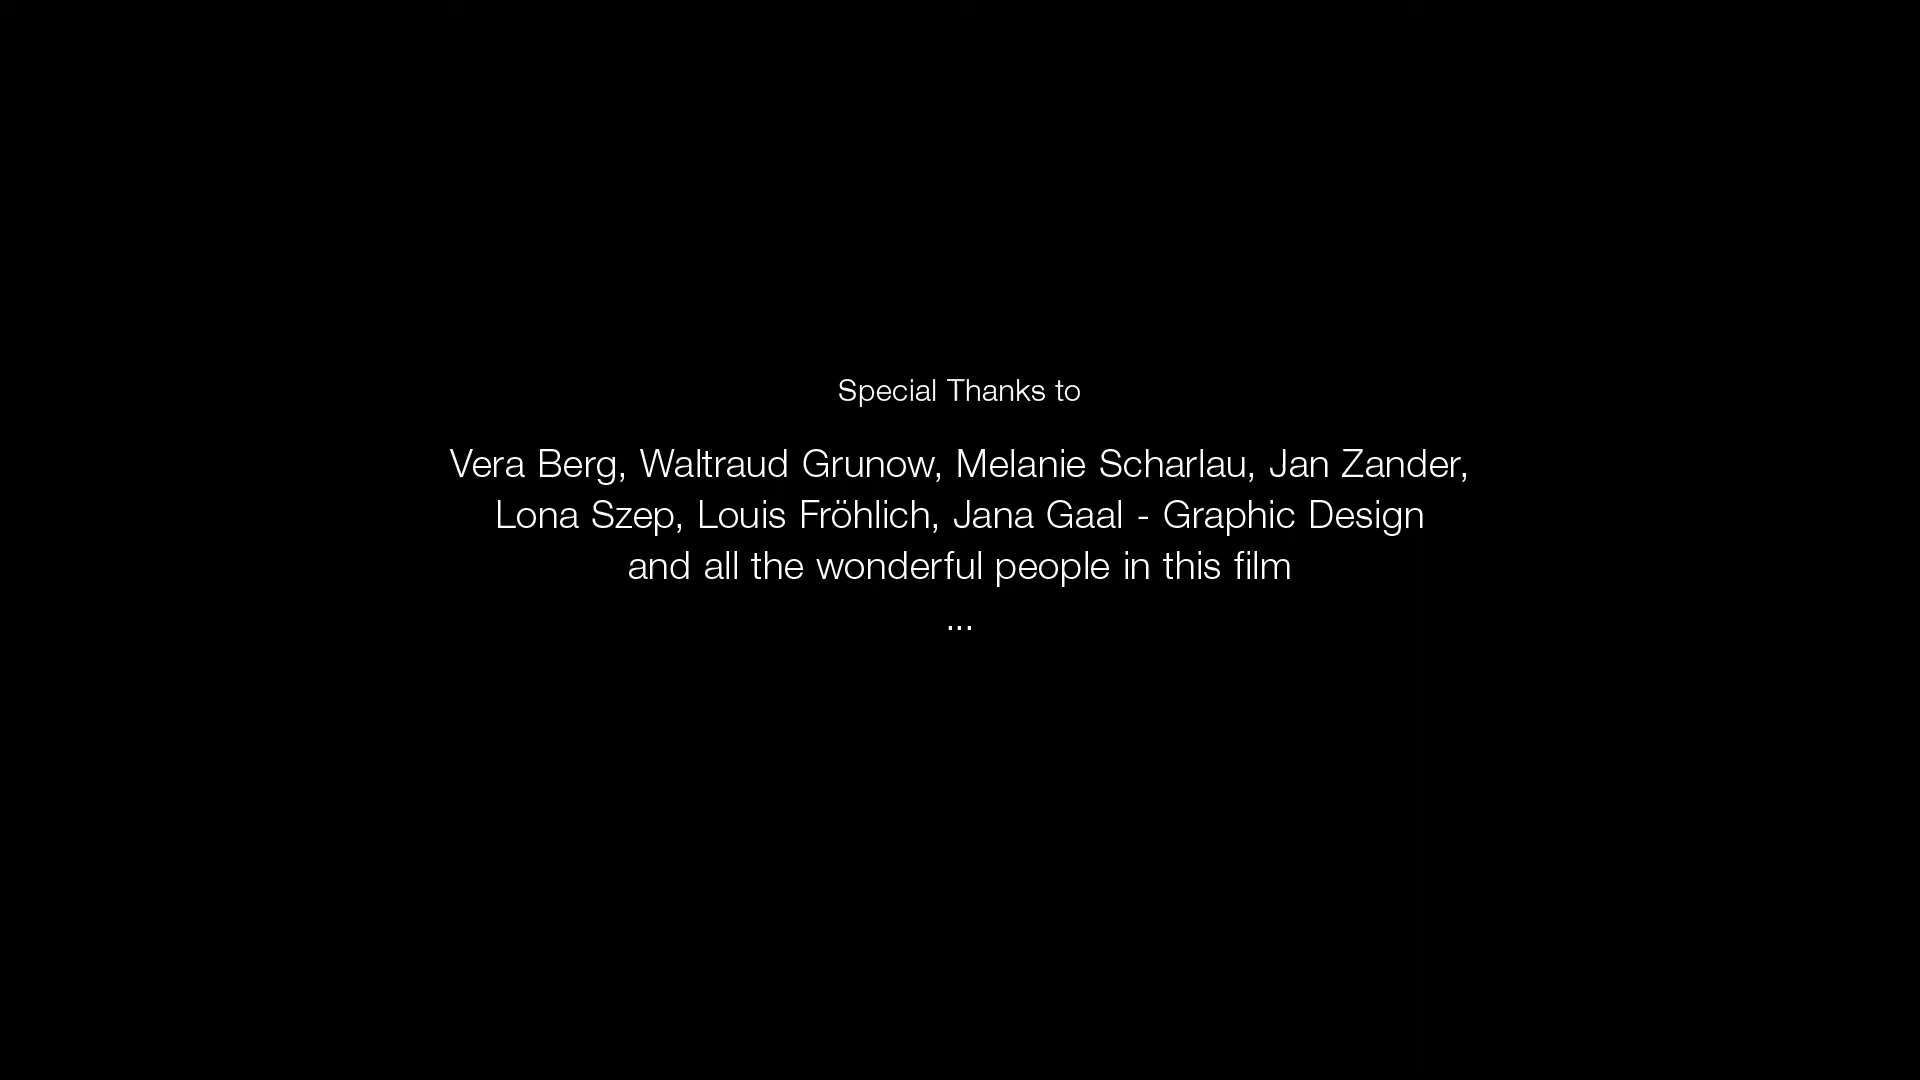 Special Thanks to
Vera Berg, Waltraud Grunow, Melanie Scharlau, Jan Zander,
Lona Szep, Louis Fröhlich, Jana Gaal - Graphic Design
and all the wonderful people in this film
...